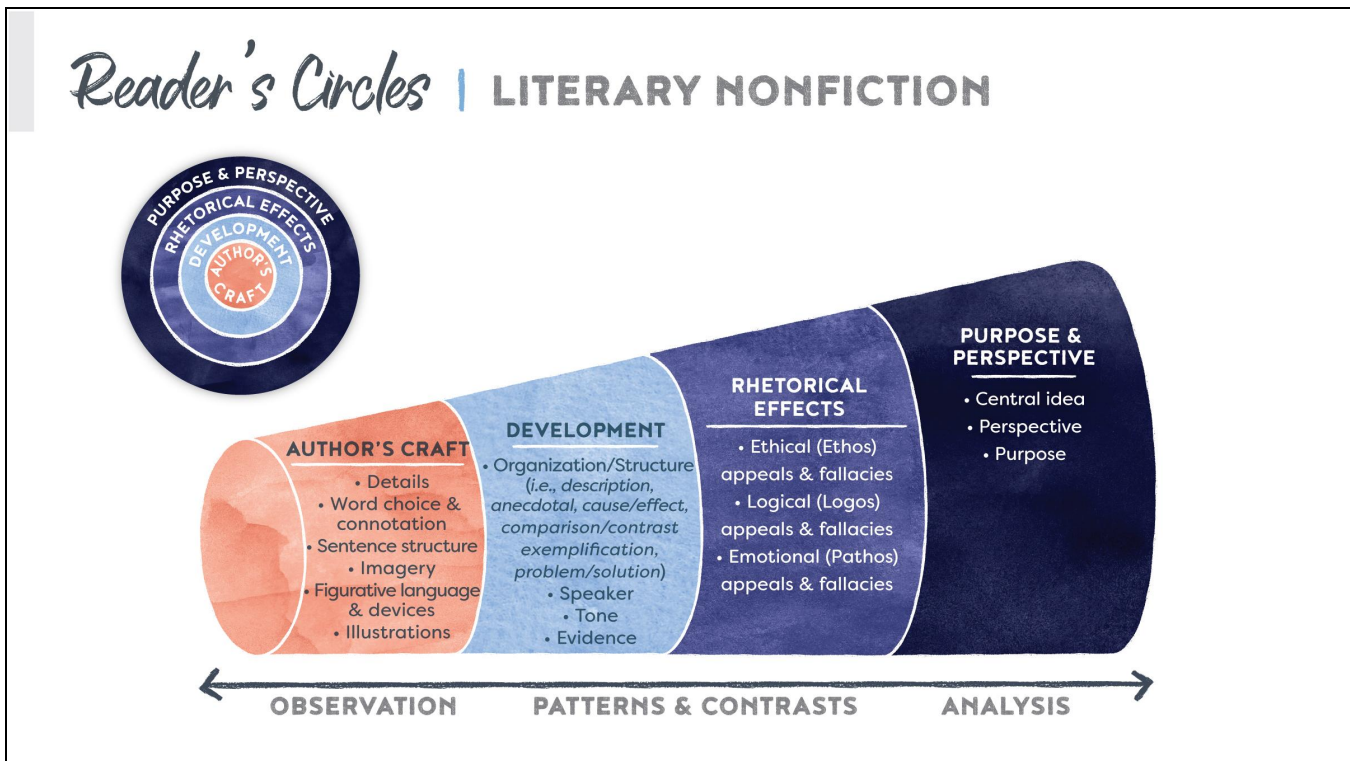 Reader's Circles | LITERARY NONFICTION
PURPOSE & PERSPECTIVE
RHETORICAL EFFECTS
DEVELOPMENT
AUTHOR'S
CRAFT
AUTHOR'S CRAFT
• Details
• Word choice &
connotation
• Sentence structure
• Imagery
• Figurative language
& devices
• Illustrations
DEVELOPMENT
• Organization/Structure
(i.e., description,
anecdotal, cause/effect,
comparison/contrast
exemplification,
problem/solution)
• Speaker
• Tone
• Evidence
RHETORICAL
EFFECTS
• Ethical (Ethos)
appeals & fallacies
• Logical (Logos)
appeals & fallacies
• Emotional (Pathos)
appeals & fallacies
PURPOSE &
PERSPECTIVE
• Central idea
• Perspective
• Purpose
OBSERVATION
PATTERNS & CONTRASTS
ANALYSIS